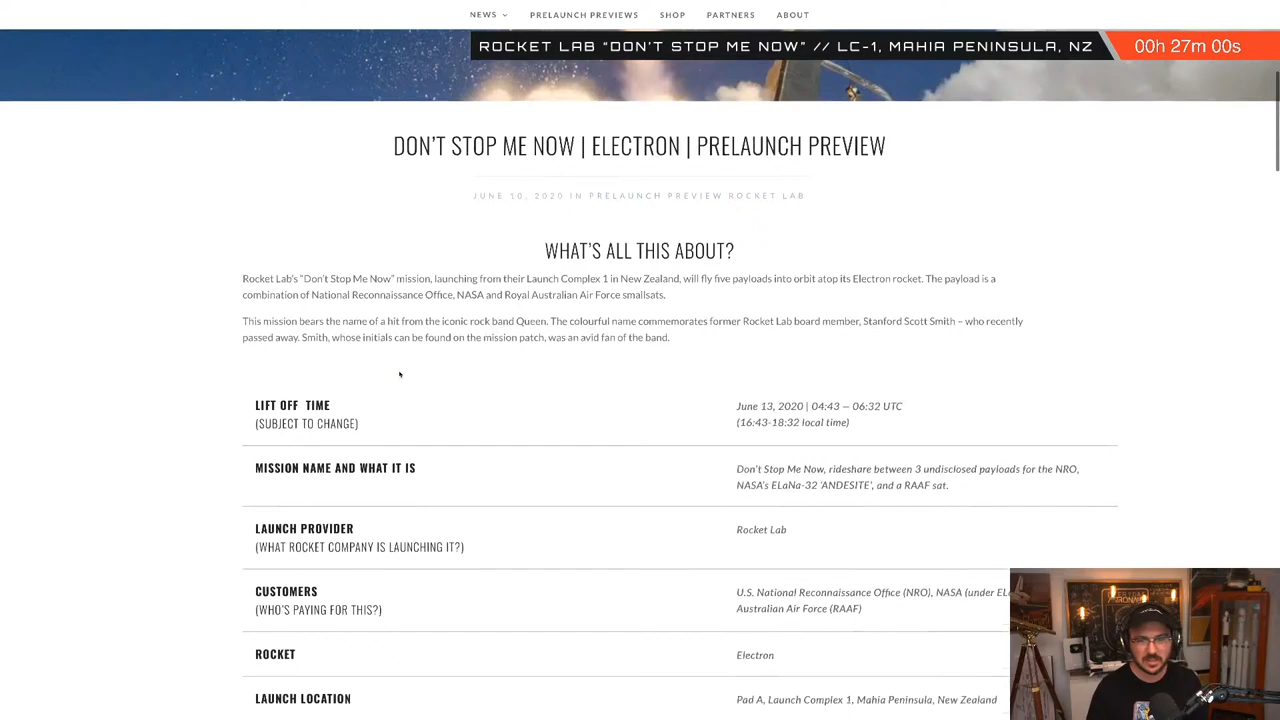 NEWS PRELAUNCH PREVIEWS SHOP PARTNERS ABOUT
ROCKET LAB “DON’T STOP ME NOW” // LC-1, MAHIA PENINSULA, NZ 00h 27m 00s
DON’T STOP ME NOW | ELECTRON | PRELAUNCH PREVIEW
JUNE 10, 2020 IN PRELAUNCH PREVIEW ROCKET LAB
WHAT’S ALL THIS ABOUT?
Rocket Lab’s “Don’t Stop Me Now” mission, launching from their Launch Complex 1 in New Zealand, will fly five payloads into orbit atop its Electron rocket. The payload is a
combination of National Reconnaissance Office, NASA and Royal Australian Air Force smallsats.
This mission bears the name of a hit from the iconic rock band Queen. The colourful name commemorates former Rocket Lab board member, Stanford Scott Smith – who recently
passed away. Smith, whose initials can be found on the mission patch, was an avid fan of the band.
LIFT OFF TIME
(SUBJECT TO CHANGE)
June 13, 2020 | 04:43 — 06:32 UTC
(16:43-18:32 local time)
MISSION NAME AND WHAT IT IS
Don’t Stop Me Now, rideshare between 3 undisclosed payloads for the NRO,
NASA’s ELaNa-32 ‘ANDESITE’, and a RAAF sat.
LAUNCH PROVIDER
(WHAT ROCKET COMPANY IS LAUNCHING IT?)
Rocket Lab
CUSTOMERS
(WHO’S PAYING FOR THIS?)
U.S. National Reconnaissance Office (NRO), NASA (under
Australian Air Force (RAAF)
ROCKET
Electron
LAUNCH LOCATION
Pad A, Launch Complex 1, Mahia Peninsula, New Zealand